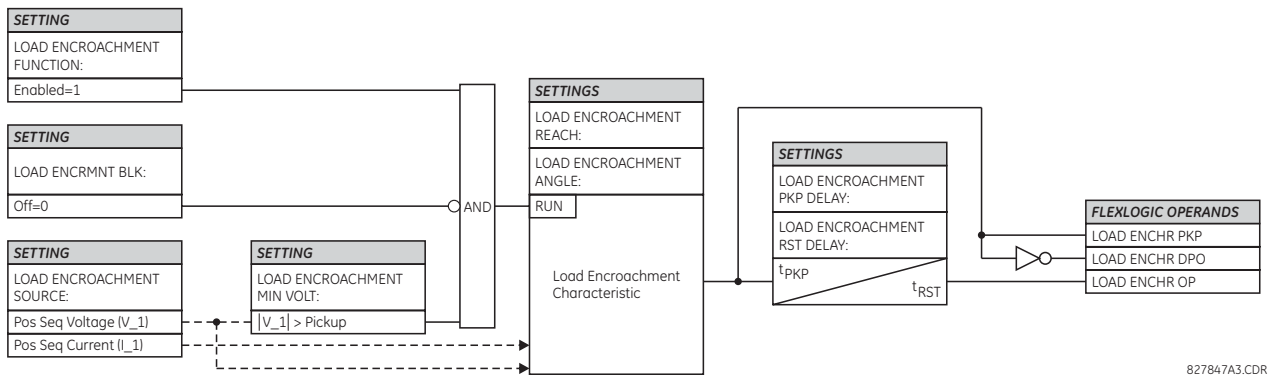 SETTING
LOAD ENCROACHMENT
FUNCTION:
Enabled=1
SETTING
LOAD ENCRMNT BLK:
Off=0
SETTING
LOAD ENCROACHMENT
SOURCE:
Pos Seq Voltage (V_1)
Pos Seq Current (I_1)
SETTING
LOAD ENCROACHMENT
MIN VOLT:
|V_1| > Pickup
AND
SETTINGS
LOAD ENCROACHMENT
REACH:
LOAD ENCROACHMENT
ANGLE:
RUN
Load Encroachment
Characteristic
SETTINGS
LOAD ENCROACHMENT
PKP DELAY:
LOAD ENCROACHMENT
RST DELAY:
tPKP
tRST
FLEXLOGIC OPERANDS
LOAD ENCHR PKP
LOAD ENCHR DPO
LOAD ENCHR OP
827847A3.CDR